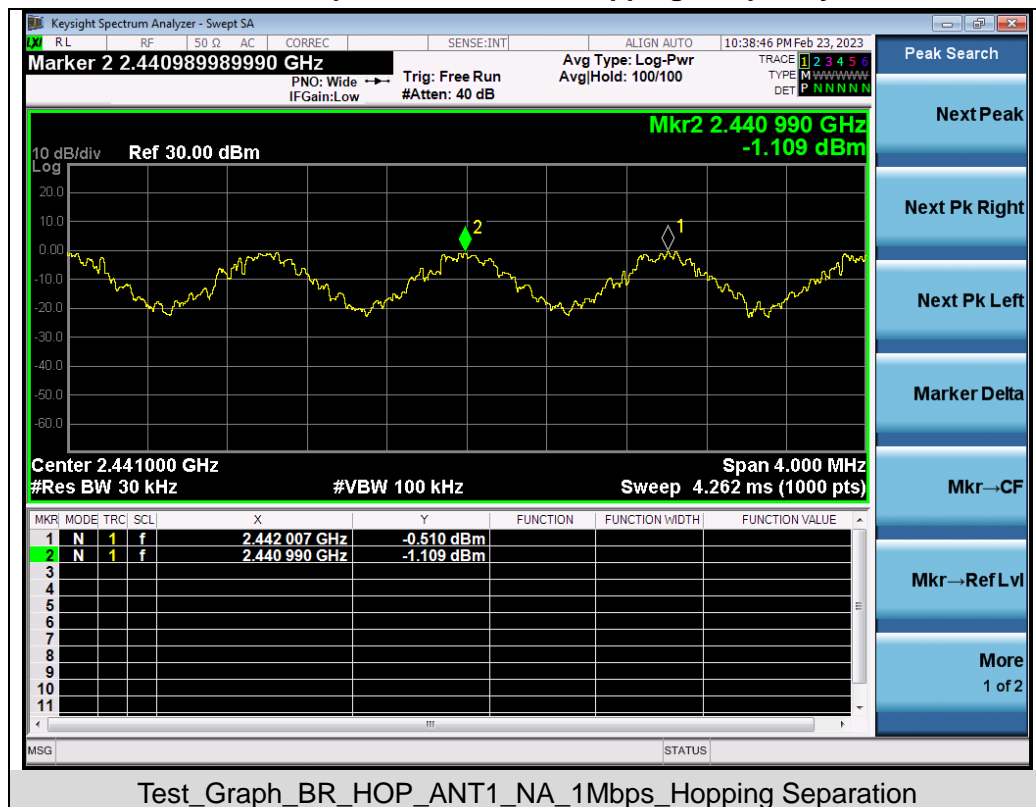 Keysight Spectrum Analyzer - Swept SA
LXI RL RF 50 Ω AC CORREC SENSE:INT ALIGN AUTO 10:38:46 PM Feb 23, 2023
Marker 2 2.440989989990 GHz
PNO: Wide
IFGain:Low
Trig: Free Run
#Atten: 40 dB
Avg Type: Log-Pwr
Avg|Hold: 100/100
TRACE 1 2 3 4 5 6
TYPE M W W W W W
DET P N N N N N
Mkr2 2.440 990 GHz
-1.109 dBm
10 dB/div Ref 30.00 dBm
Log
20.0
10.0
0.00
-10.0
-20.0
-30.0
-40.0
-50.0
-60.0
2
1
Center 2.441000 GHz Span 4.000 MHz
#Res BW 30 kHz #VBW 100 kHz Sweep 4.262 ms (1000 pts)
MKR MODE TRC SCL X Y FUNCTION FUNCTION WIDTH FUNCTION VALUE
1 N 1 f 2.442 007 GHz -0.510 dBm
2 N 1 f 2.440 990 GHz -1.109 dBm
3
4
5
6
7
8
9
10
11
MSG STATUS
Peak Search
Next Peak
Next Pk Right
Next Pk Left
Marker Delta
Mkr→CF
Mkr→Ref Lvl
More
1 of 2
Test_Graph_BR_HOP_ANT1_NA_1Mbps_Hopping Separation